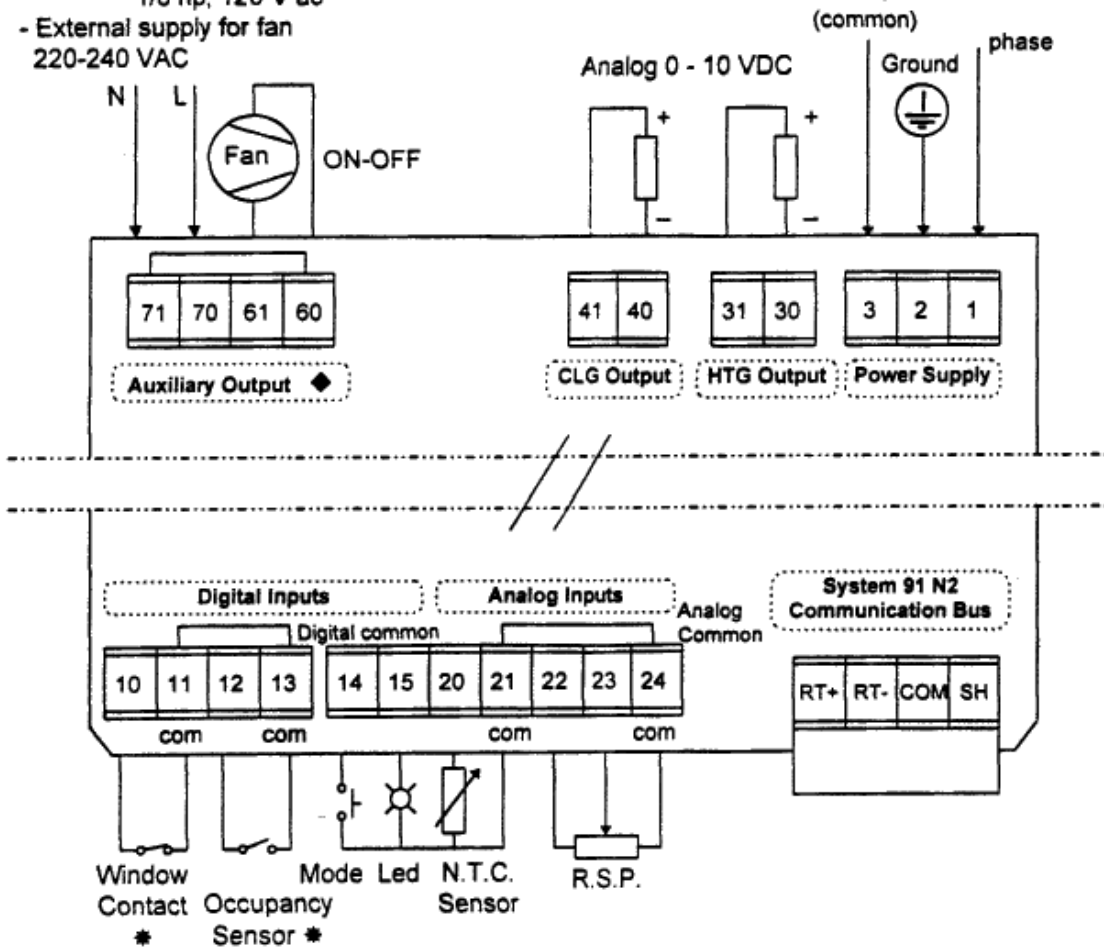 1/8 hp, 120 V ac
- External supply for fan
220-240 VAC
(common)
phase
Analog 0 - 10 VDC
Ground
N L
Fan
ON-OFF
+ +
- -
71 70 61 60
41 40
31 30
3 2 1
Auxiliary Output ◆
CLG Output
HTG Output
Power Supply
Digital Inputs
Analog Inputs
System 91 N2
Communication Bus
Digital common
Analog
Common
10 11 12 13
14 15 20 21 22 23 24
RT+ RT- COM SH
com com com com
Window
Contact
✸
Occupancy
Sensor ✸
Mode Led N.T.C.
Sensor
R.S.P.